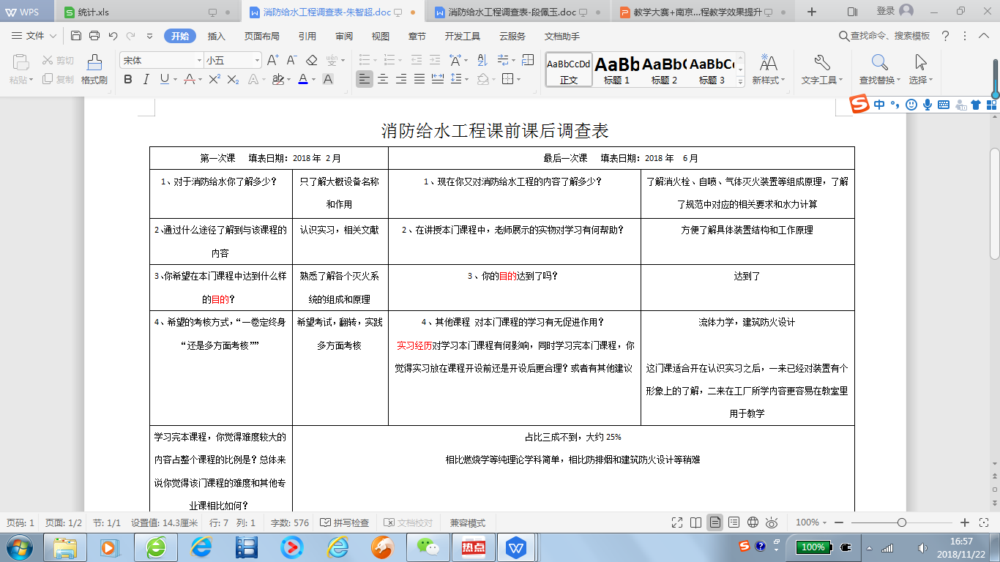 WPS
统计.xls
消防给水工程调查表-朱智超.doc
消防给水工程调查表-段佩玉.doc
教学大赛+南京...程教学效果提升
登录
文件
开始
插入
页面布局
引用
审阅
视图
章节
开发工具
云服务
文档助手
查找命令、搜索模板
粘贴
剪切
复制
格式刷
宋体
小五
AaBbCcDd
正文
AaBb
标题 1
AaBb(
标题 2
AaBbC
标题 3
新样式
文字工具
查找替换
选择
中
消防给水工程课前课后调查表
第一次课 填表日期：2018 年 2 月
最后一次课 填表日期：2018 年 6 月
1、对于消防给水你了解多少？
只了解大概设备名称
和作用
1、现在你又对消防给水工程的内容了解多少？
了解消火栓、自喷、气体灭火装置等组成原理，了解
了规范中对应的相关要求和水力计算
2、通过什么途径了解到与该课程的
内容
认识实习，相关文献
2、在讲授本门课程中，老师展示的实物对学习有何帮助？
方便了解具体装置结构和工作原理
3、你希望在本门课程中达到什么样
的目的？
熟悉了解各个灭火系
统的组成和原理
3、你的目的达到了吗？
达到了
4、希望的考核方式，“一卷定终身
“还是多方面考核””
希望考试，翻转，实践
多方面考核
4、其他课程 对本门课程的学习有无促进作用？
实习经历对学习本门课程有何影响，同时学习完本门课程，你
觉得实习放在课程开设前还是开设后更合理？或者有其他建议
流体力学，建筑防火设计
这门课适合开在认识实习之后，一来已经对装置有个
形象上的了解，二来在工厂所学内容更容易在教室里
用于教学
学习完本课程，你觉得难度较大的
内容占整个课程的比例是？总体来
说你觉得该门课程的难度和其他专
业课相比如何？
占比三成不到，大约 25%
相比燃烧学等纯理论学科简单，相比防排烟和建筑防火设计等稍难
页码: 1
页面: 1/2
节: 1/1
设置值: 14.3厘米
行: 7
列: 1
字数: 576
拼写检查
文档校对
兼容模式
100%
热点
100%
16:57
2018/11/22